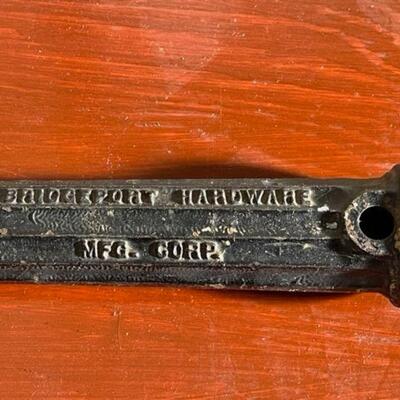 BRIDGEPORT HARDWARE
MFG. CORP.